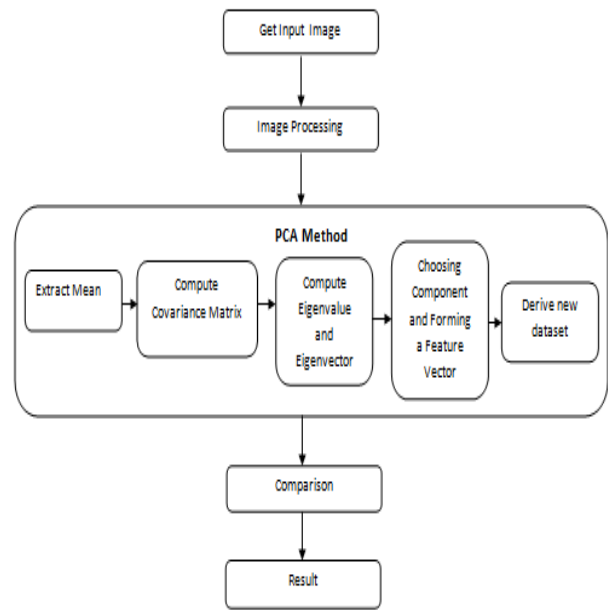 Get Input Image
Image Processing
PCA Method
Extract Mean
Compute
Covariance Matrix
Compute
Eigenvalue
and
Eigenvector
Choosing
Component
and Forming
a Feature
Vector
Derive new
dataset
Comparison
Result